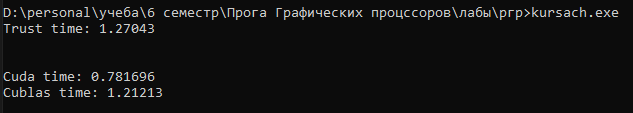 D:\personal\учеба\6 семестр\Прога Графических процссоров\лабы\ргр>kursach.exe
Trust time: 1.27043
Cuda time: 0.781696
Cublas time: 1.21213